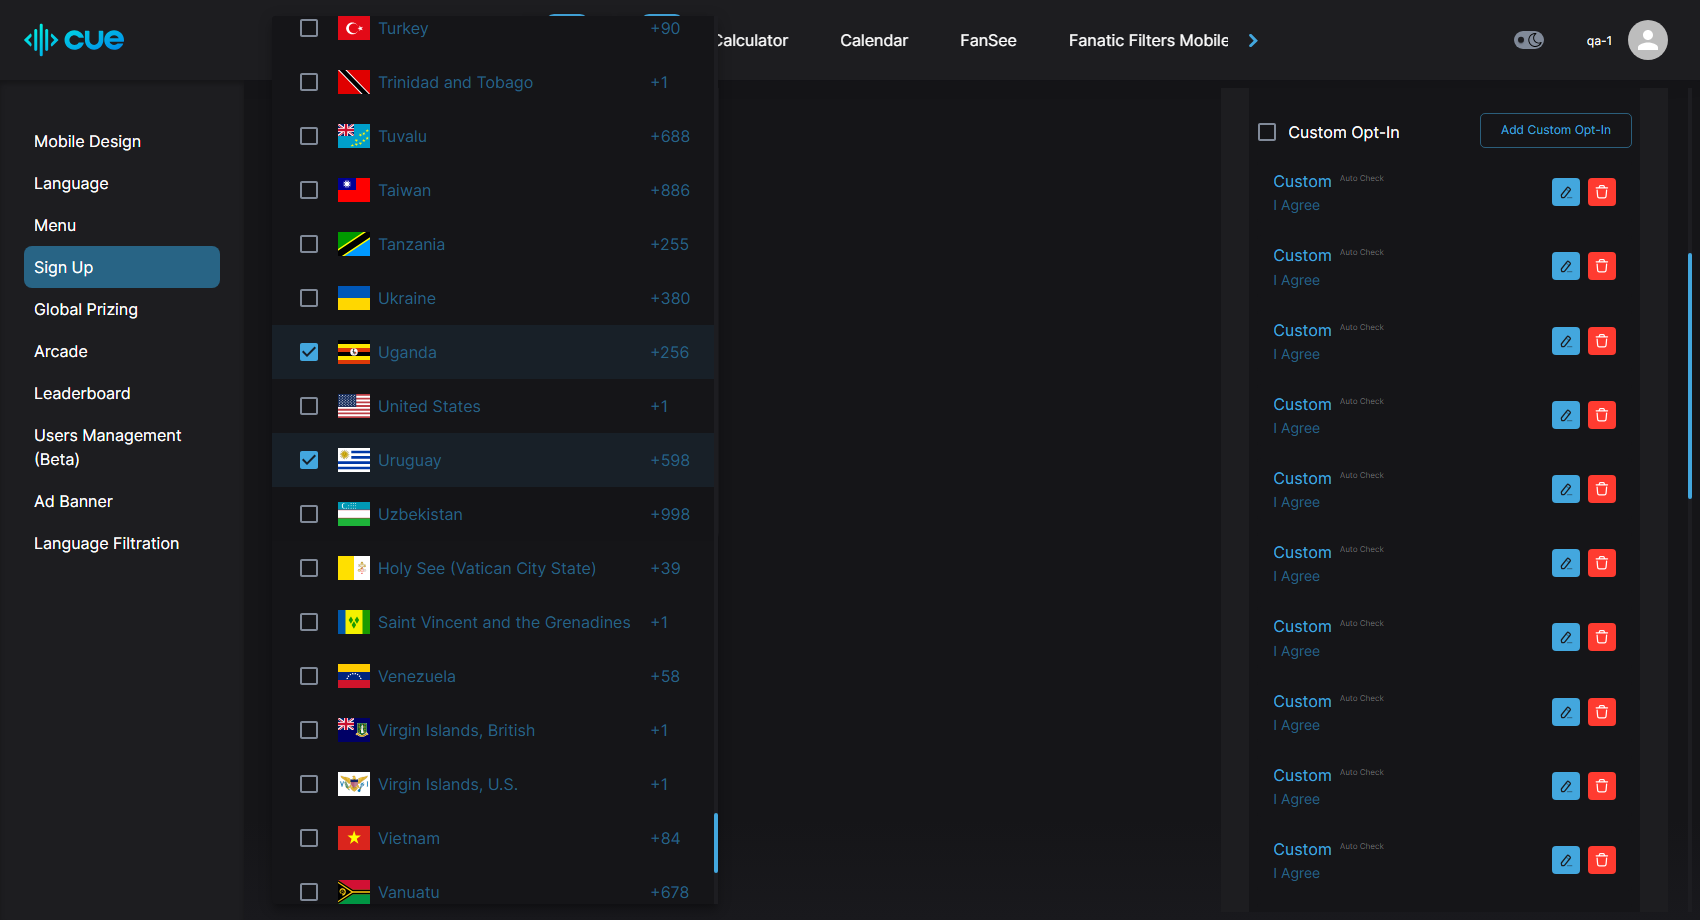 cue
Calculator
Calendar
FanSee
Fanatic Filters Mobile
qa-1
Mobile Design
Language
Menu
Sign Up
Global Prizing
Arcade
Leaderboard
Users Management
(Beta)
Ad Banner
Language Filtration
Turkey +90
Trinidad and Tobago +1
Tuvalu +688
Taiwan +886
Tanzania +255
Ukraine +380
Uganda +256
United States +1
Uruguay +598
Uzbekistan +998
Holy See (Vatican City State) +39
Saint Vincent and the Grenadines +1
Venezuela +58
Virgin Islands, British +1
Virgin Islands, U.S. +1
Vietnam +84
Vanuatu +678
Custom Opt-In
Add Custom Opt-In
Custom Auto Check
I Agree
Custom Auto Check
I Agree
Custom Auto Check
I Agree
Custom Auto Check
I Agree
Custom Auto Check
I Agree
Custom Auto Check
I Agree
Custom Auto Check
I Agree
Custom Auto Check
I Agree
Custom Auto Check
I Agree
Custom Auto Check
I Agree